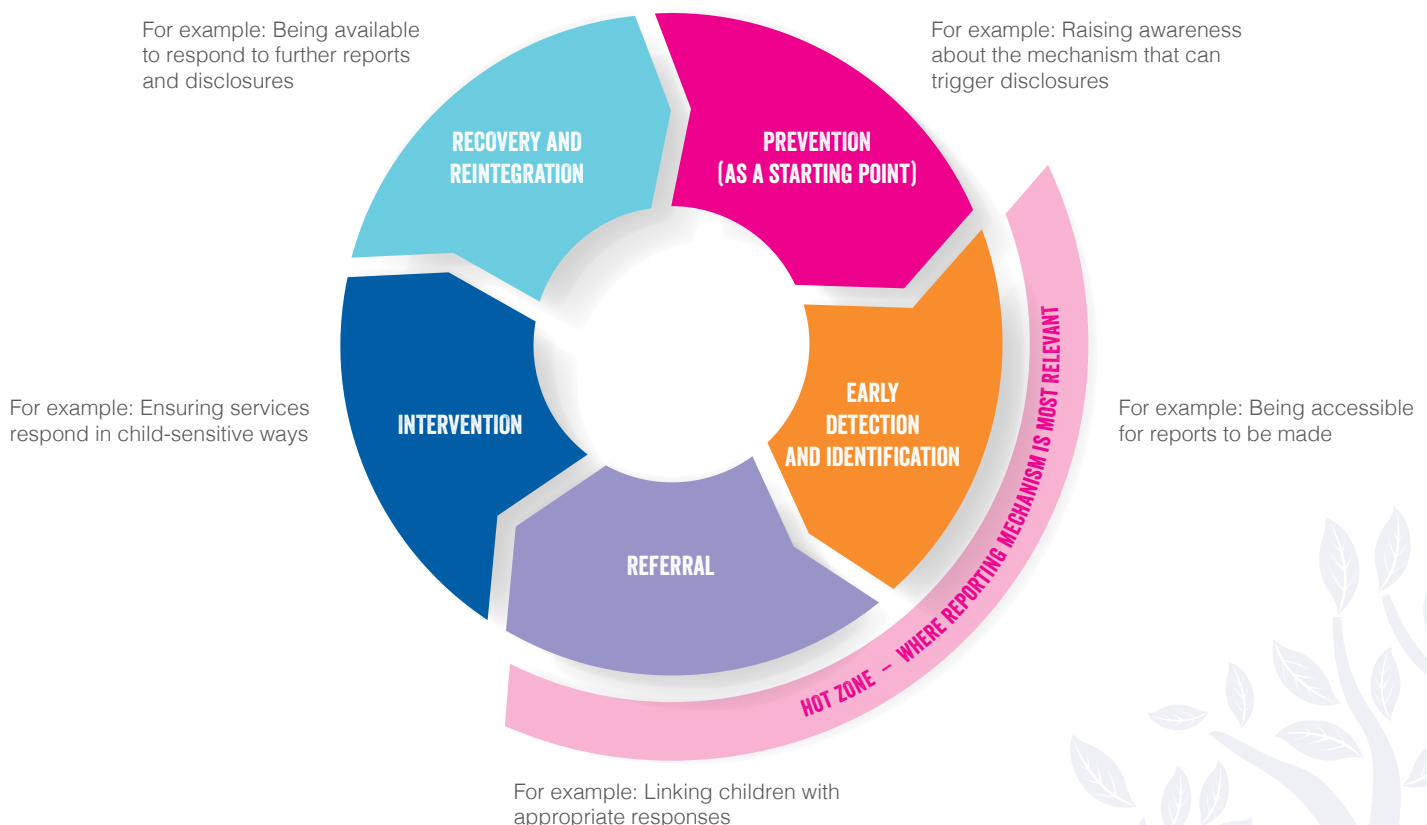 For example: Being available
to respond to further reports
and disclosures
For example: Raising awareness
about the mechanism that can
trigger disclosures
RECOVERY AND
REINTEGRATION
PREVENTION
(AS A STARTING POINT)
For example: Ensuring services
respond in child-sensitive ways
INTERVENTION
EARLY
DETECTION
AND IDENTIFICATION
HOT ZONE – WHERE REPORTING MECHANISM IS MOST RELEVANT
For example: Being accessible
for reports to be made
REFERRAL
For example: Linking children with
appropriate responses